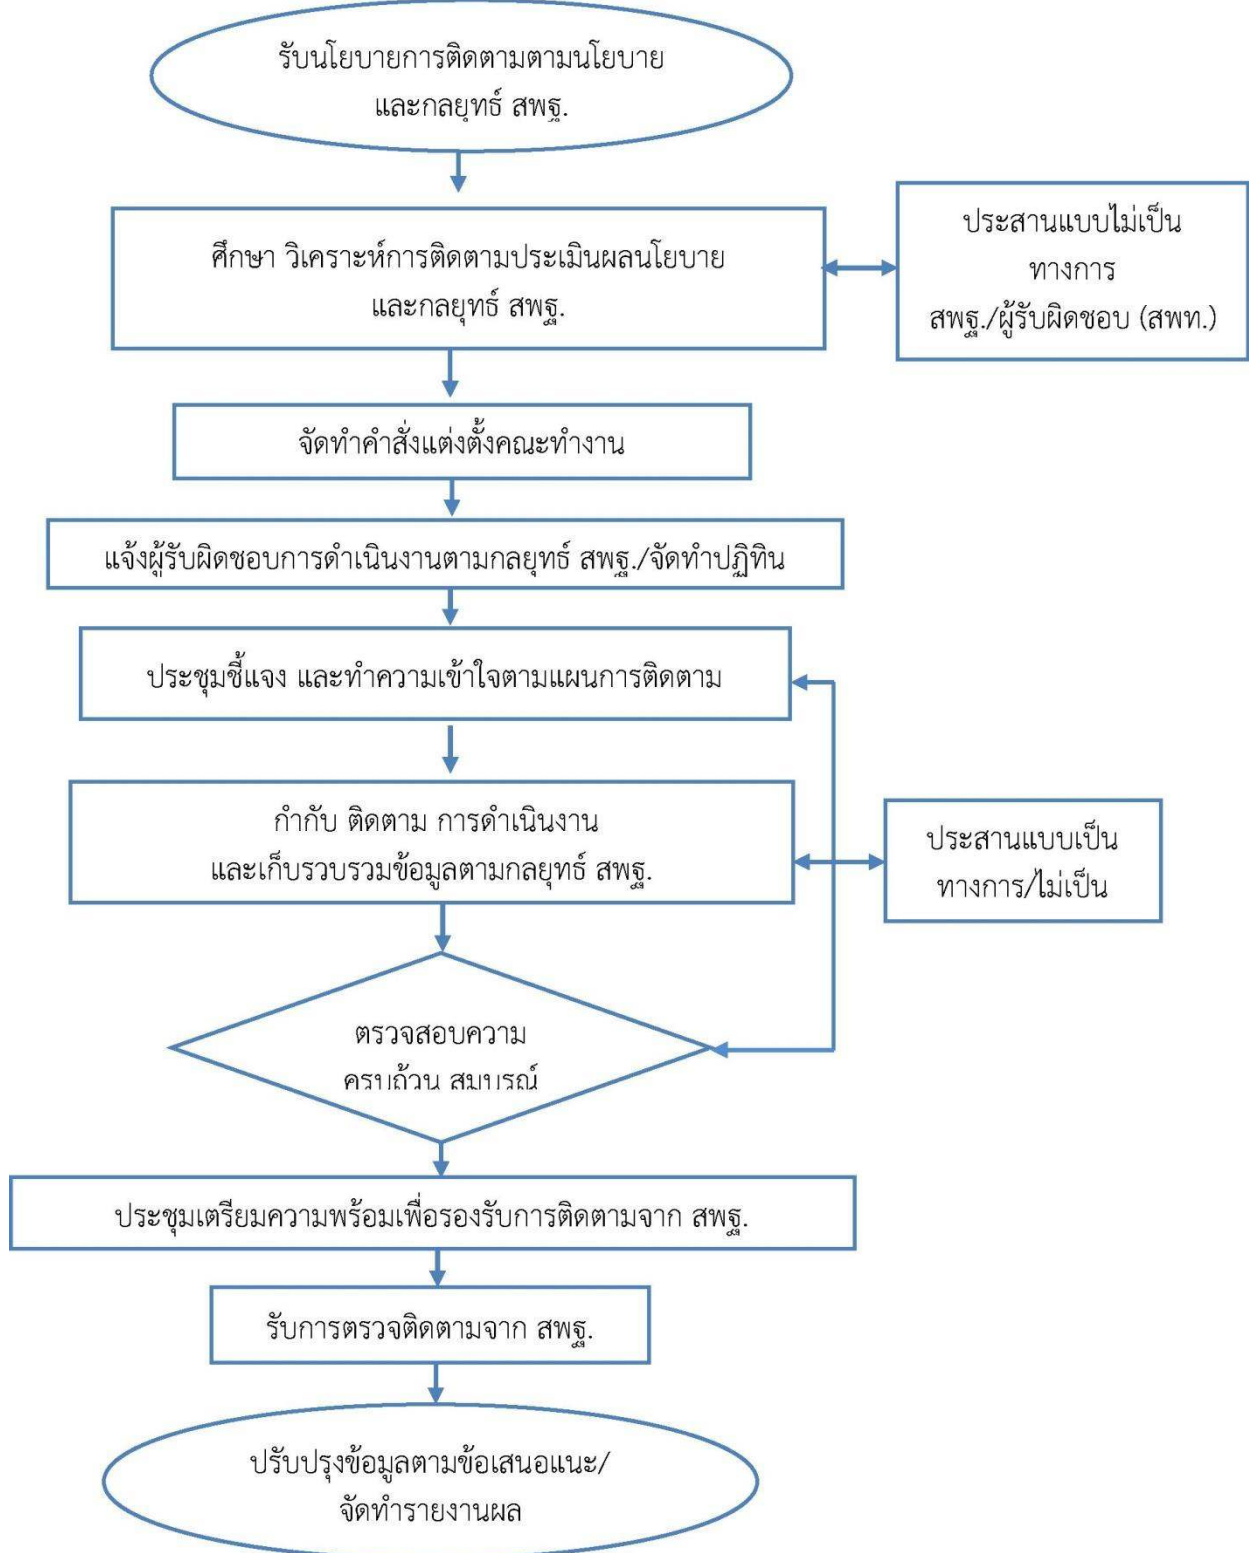 รับนโยบายการติดตามตามนโยบาย
และกลยุทธ์ สพฐ.
ศึกษา วิเคราะห์การติดตามประเมินผลนโยบาย
และกลยุทธ์ สพฐ.
ประสานแบบไม่เป็น
ทางการ
สพฐ./ผู้รับผิดชอบ (สพท.)
จัดทำคำสั่งแต่งตั้งคณะทำงาน
แจ้งผู้รับผิดชอบการดำเนินงานตามกลยุทธ์ สพฐ./จัดทำปฏิทิน
ประชุมชี้แจง และทำความเข้าใจตามแผนการติดตาม
กำกับ ติดตาม การดำเนินงาน
และเก็บรวบรวมข้อมูลตามกลยุทธ์ สพฐ.
ประสานแบบเป็น
ทางการ/ไม่เป็น
ตรวจสอบความ
ครบถ้วน สมบูรณ์
ประชุมเตรียมความพร้อมเพื่อรองรับการติดตามจาก สพฐ.
รับการตรวจติดตามจาก สพฐ.
ปรับปรุงข้อมูลตามข้อเสนอแนะ/
จัดทำรายงานผล